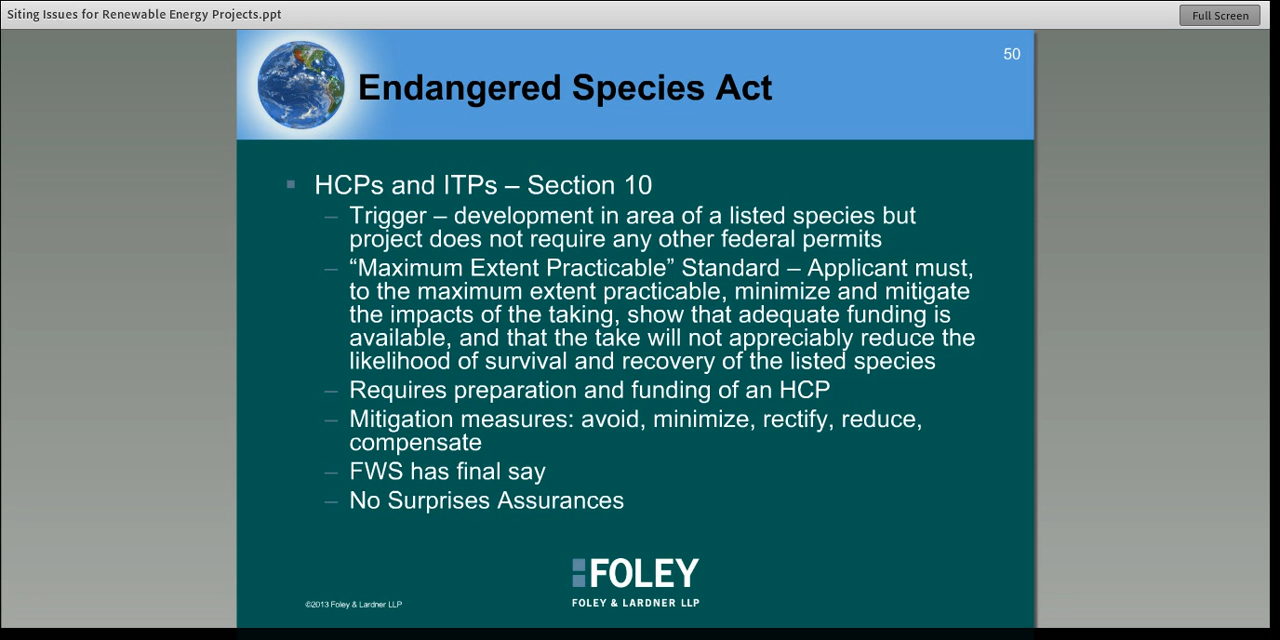 Siting Issues for Renewable Energy Projects.ppt
Full Screen
50
Endangered Species Act
▪ HCPs and ITPs – Section 10
– Trigger – development in area of a listed species but
project does not require any other federal permits
– “Maximum Extent Practicable” Standard – Applicant must,
to the maximum extent practicable, minimize and mitigate
the impacts of the taking, show that adequate funding is
available, and that the take will not appreciably reduce the
likelihood of survival and recovery of the listed species
– Requires preparation and funding of an HCP
– Mitigation measures: avoid, minimize, rectify, reduce,
compensate
– FWS has final say
– No Surprises Assurances
FOLEY
FOLEY & LARDNER LLP
©2013 Foley & Lardner LLP